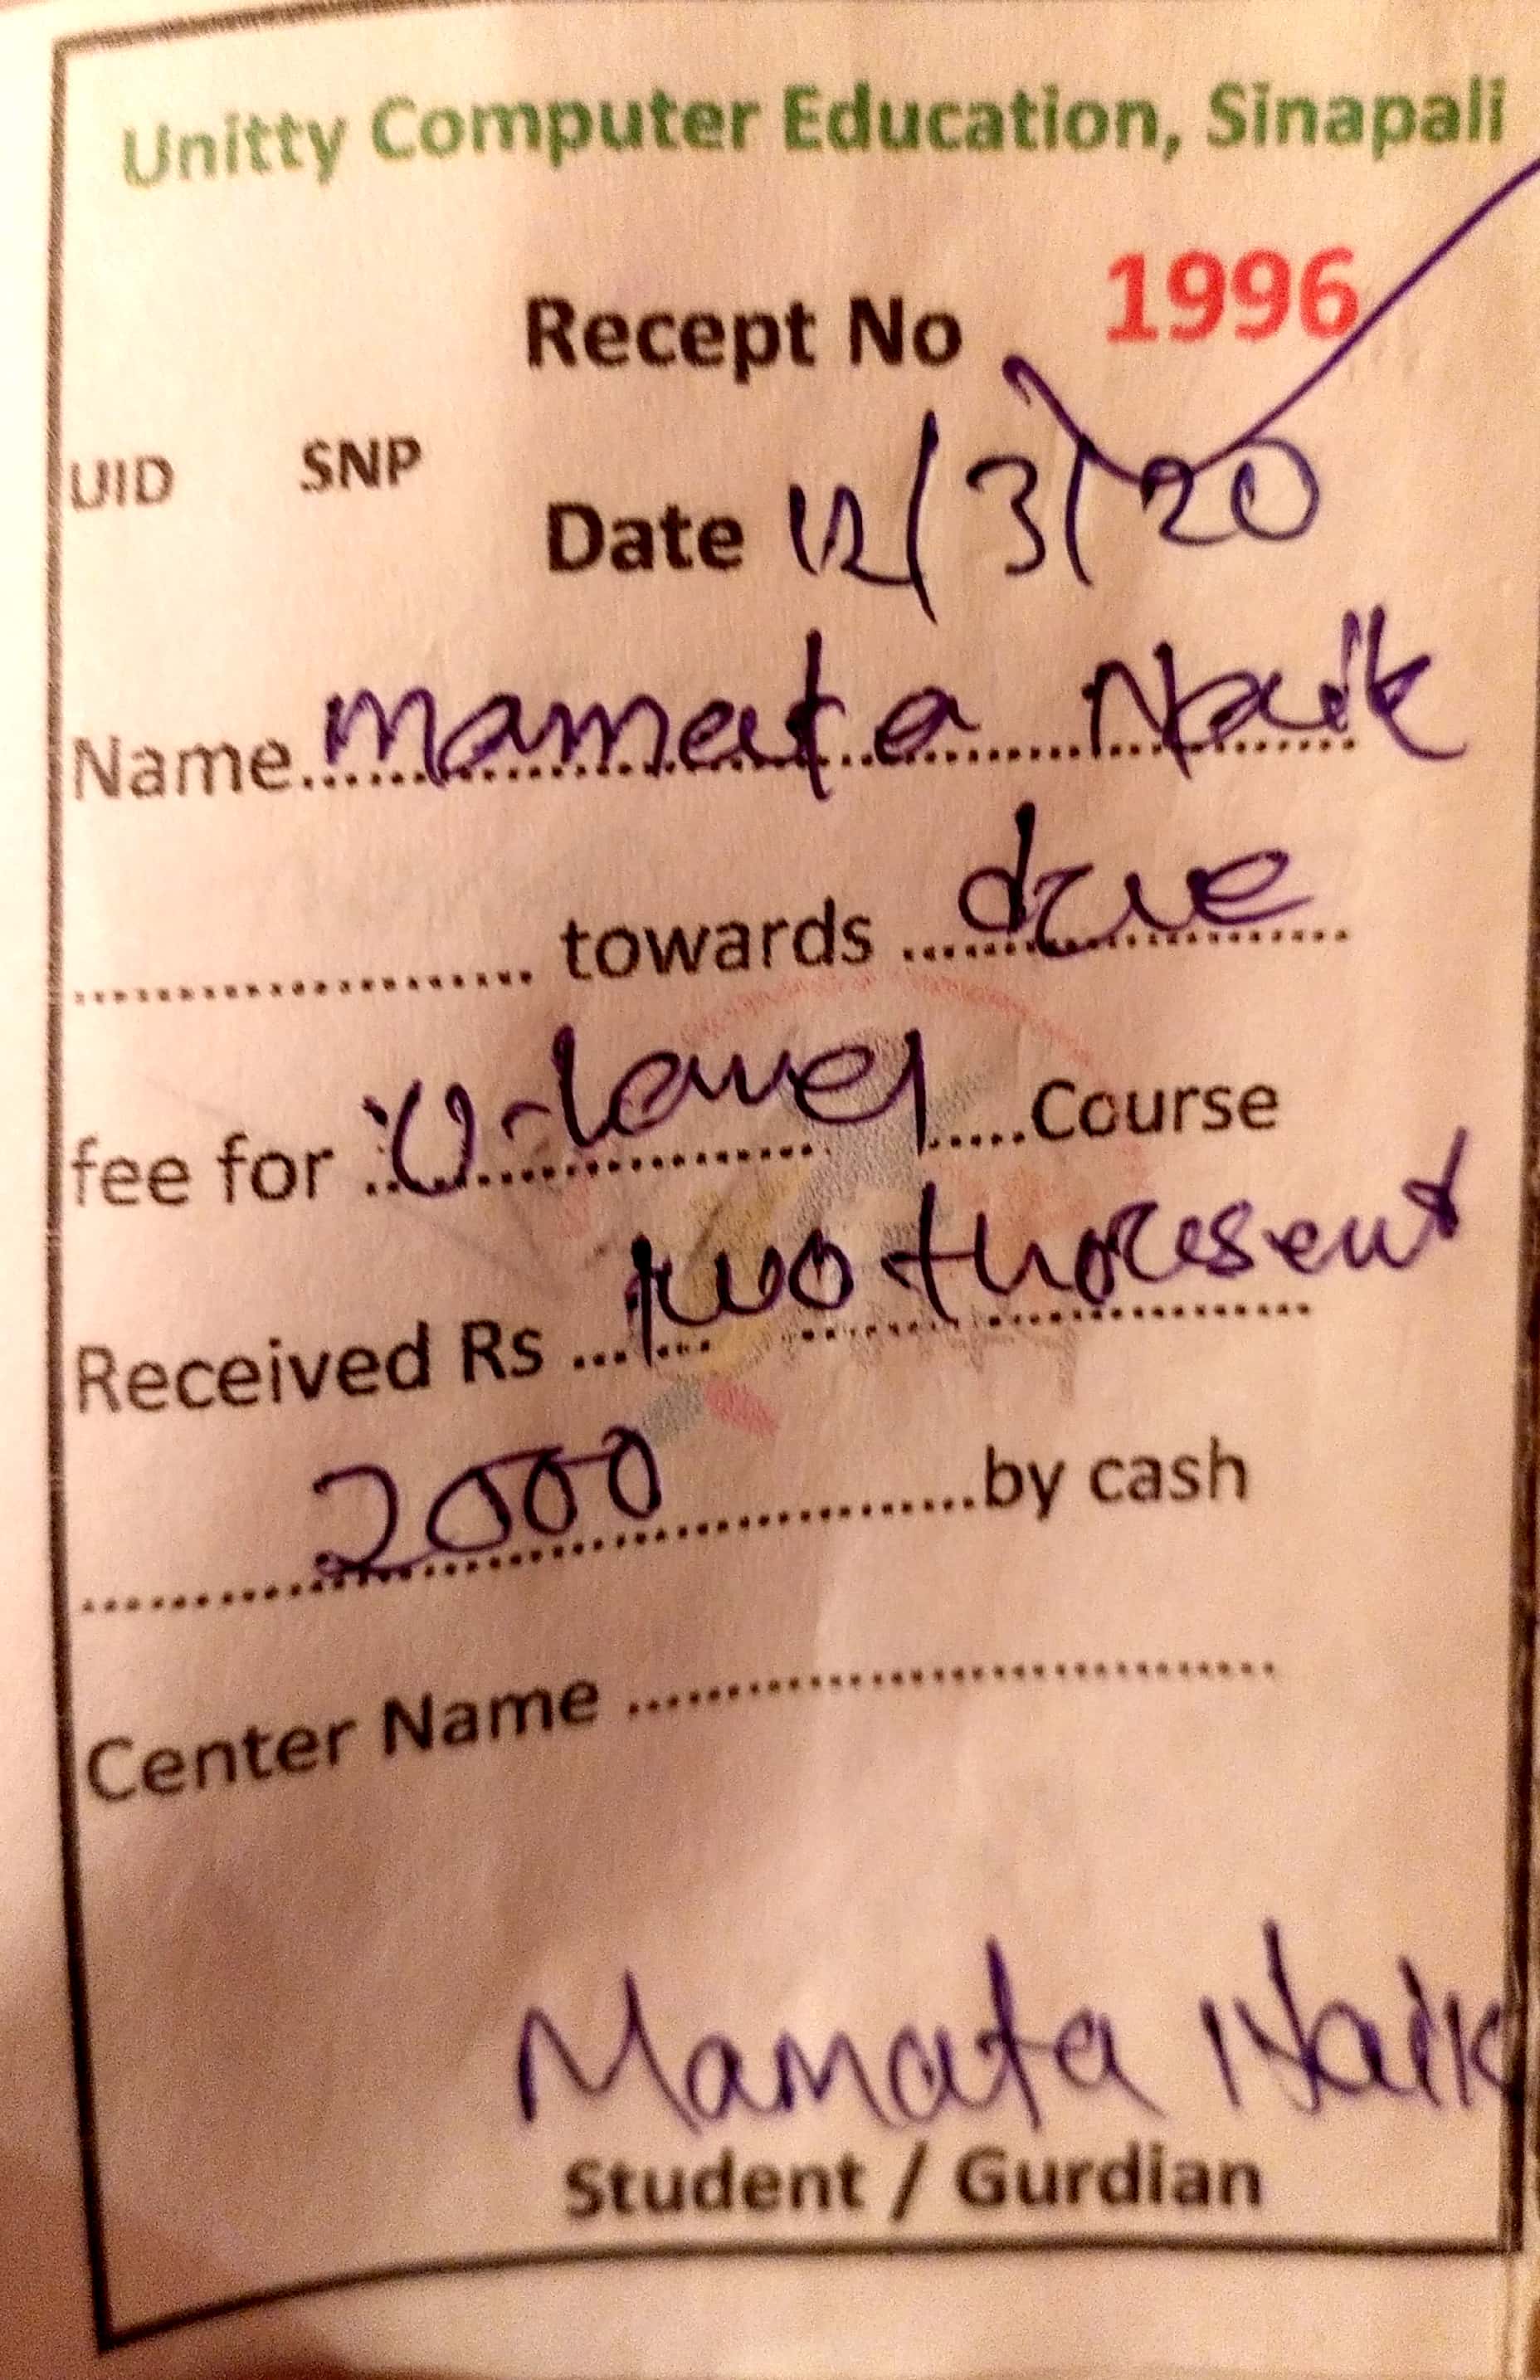 Unitty Computer Education, Sinapali
Recept No 1996
UID SNP
Date 12/3/20
Name mamata Naik
towards due
fee for O-level Course
Received Rs two thousent
2000 by cash
Center Name
Mamata Naik
Student / Gurdian